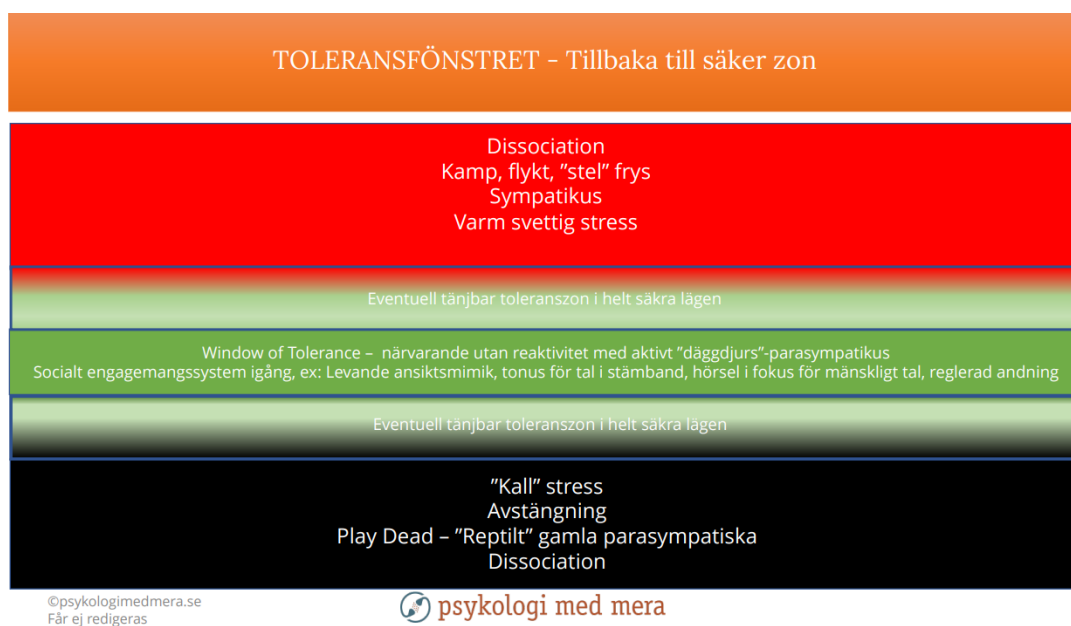 TOLERANSFÖNSTRET - Tillbaka till säker zon
Dissociation
Kamp, flykt, ”stel” frys
Sympatikus
Varm svettig stress
Eventuell tänjbar toleranszon i helt säkra lägen
Window of Tolerance – närvarande utan reaktivitet med aktivt ”däggdjurs”-parasympatikus
Socialt engagemangssystem igång, ex: Levande ansiktsmimik, tonus för tal i stämband, hörsel i fokus för mänskligt tal, reglerad andning
Eventuell tänjbar toleranszon i helt säkra lägen
”Kall” stress
Avstängning
Play Dead – ”Reptilt” gamla parasympatiska
Dissociation
©psykologimedmera.se
Får ej redigeras
psykologi med mera